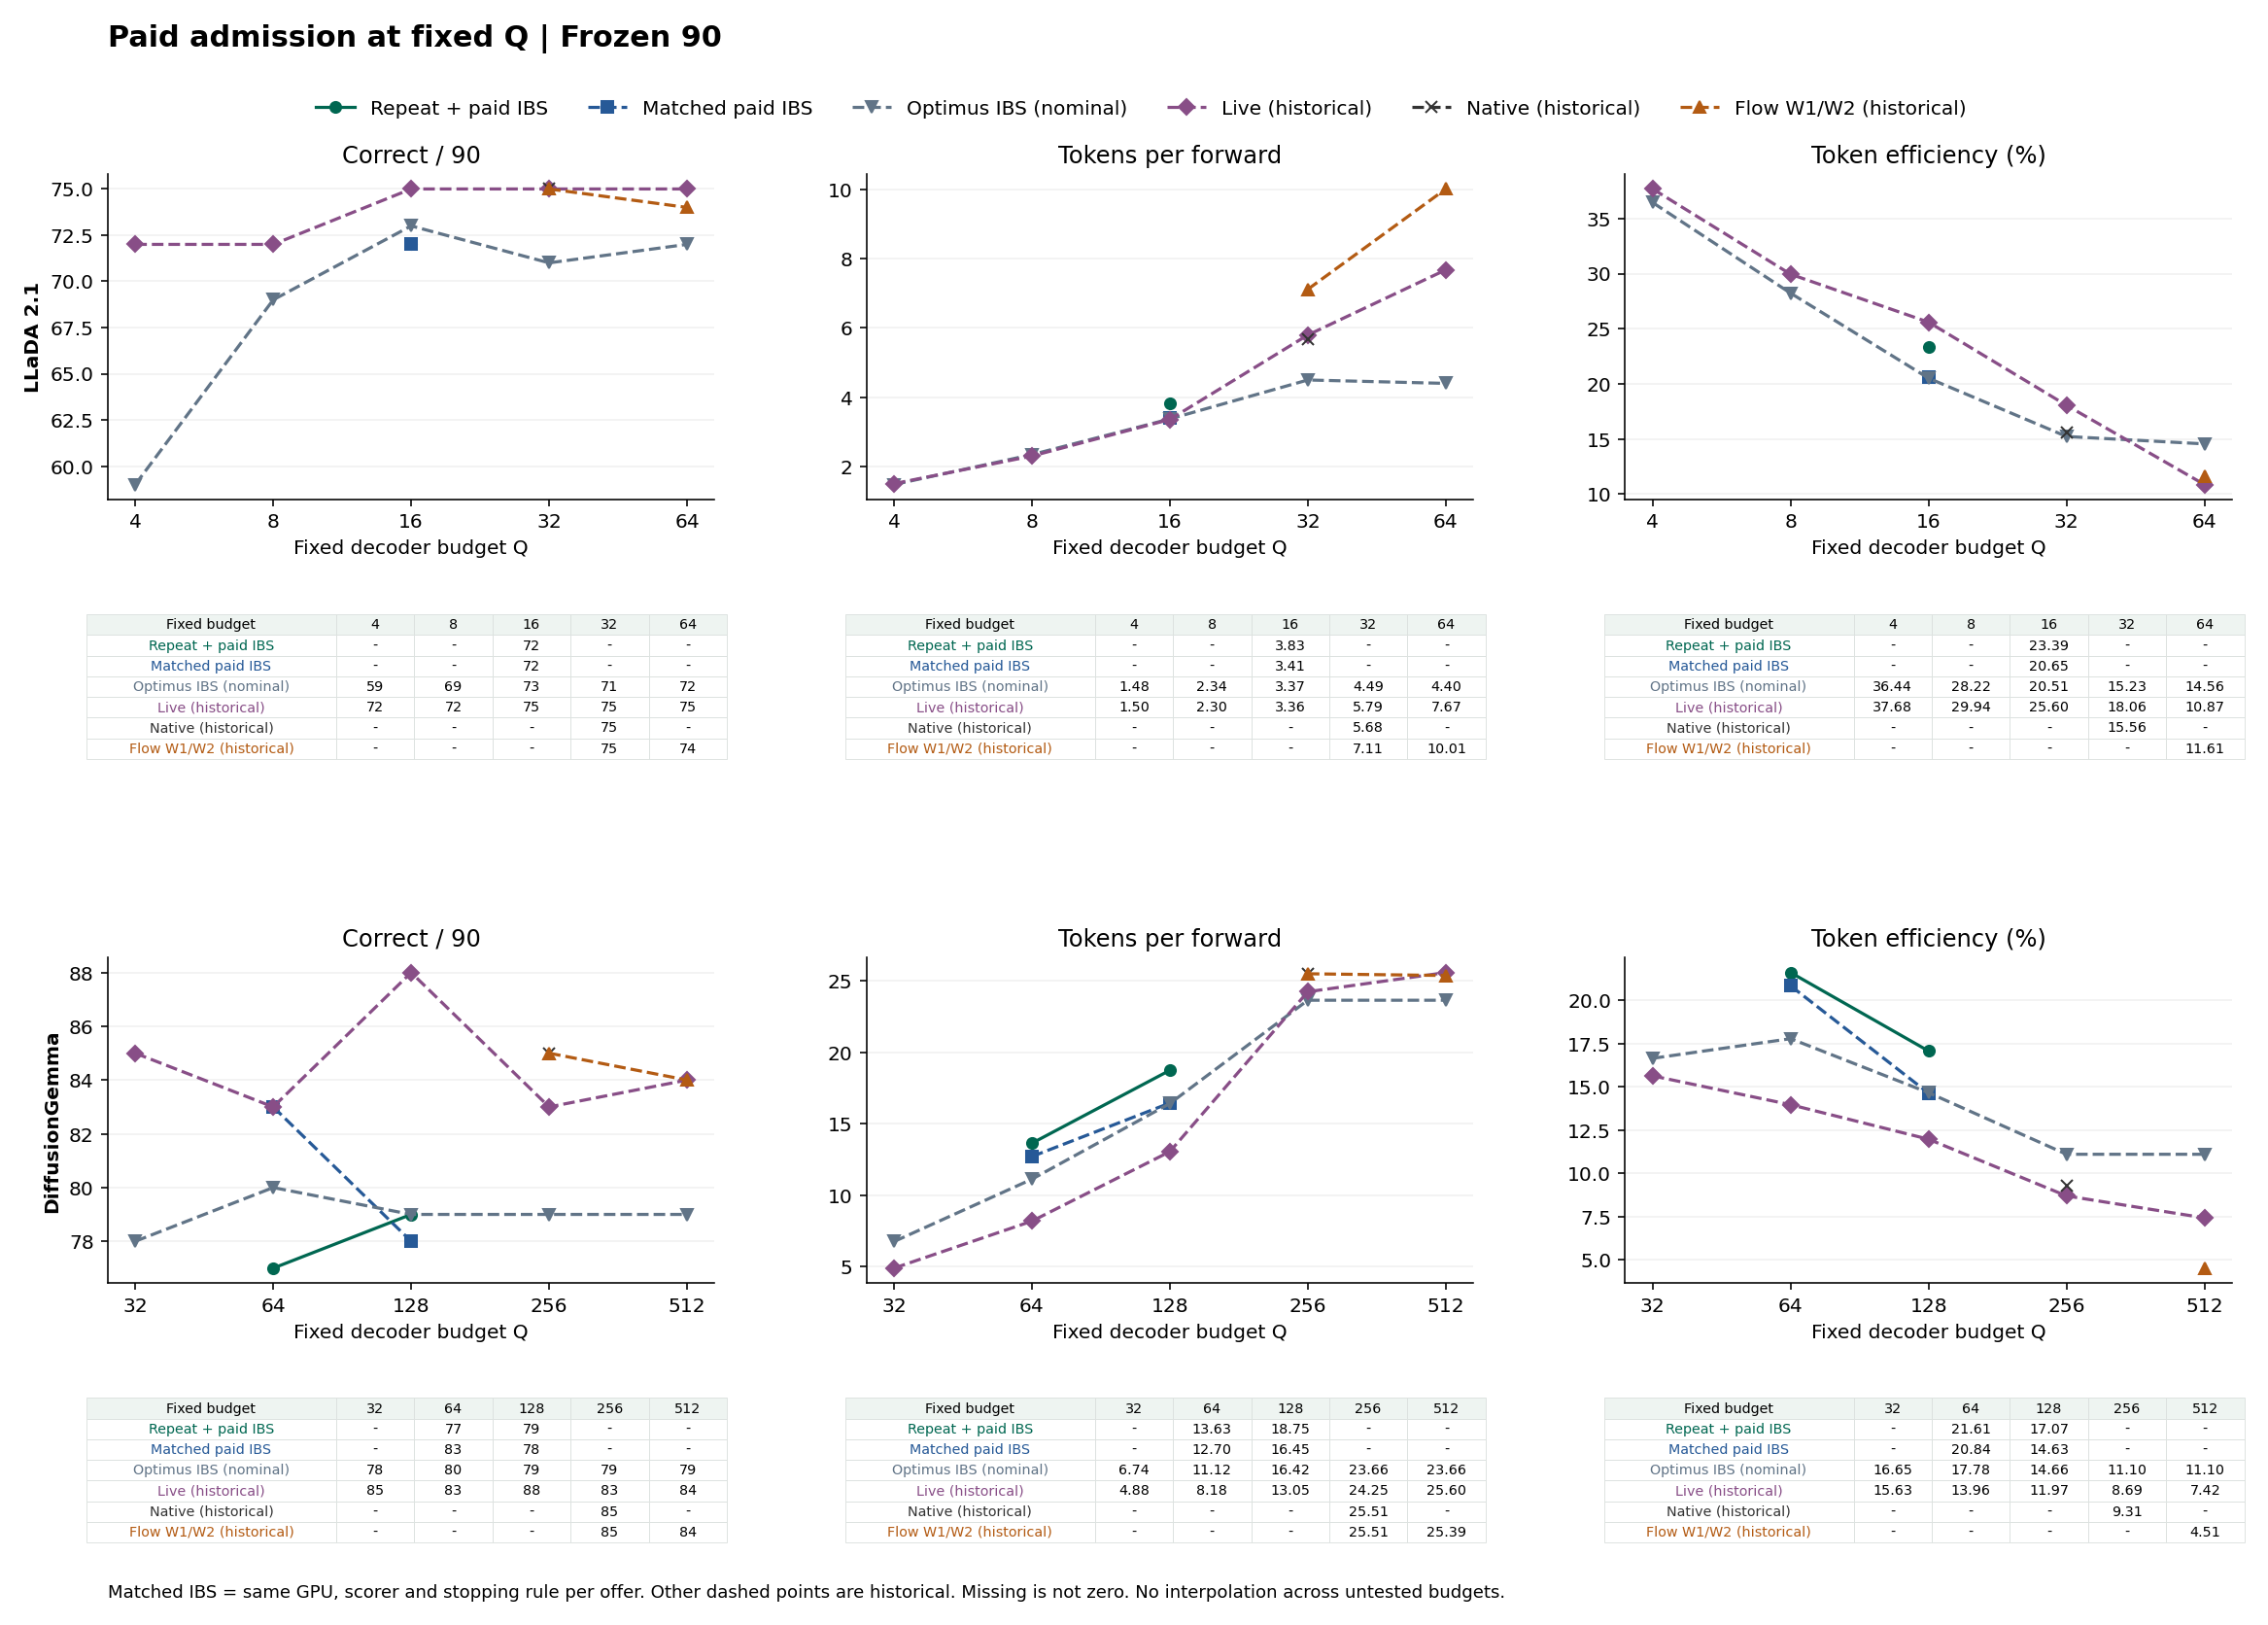 Paid admission at fixed Q | Frozen 90
Repeat + paid IBS Matched paid IBS Optimus IBS (nominal) Live (historical) Native (historical) Flow W1/W2 (historical)
LLaDA 2.1
Correct / 90
75.0
72.5
70.0
67.5
65.0
62.5
60.0
4 8 16 32 64
Fixed decoder budget Q
Tokens per forward
10
8
6
4
2
4 8 16 32 64
Fixed decoder budget Q
Token efficiency (%)
35
30
25
20
15
10
4 8 16 32 64
Fixed decoder budget Q
Fixed budget 4 8 16 32 64
Repeat + paid IBS - - 72 - -
Matched paid IBS - - 72 - -
Optimus IBS (nominal) 59 69 73 71 72
Live (historical) 72 72 75 75 75
Native (historical) - - - 75 -
Flow W1/W2 (historical) - - - 75 74
Fixed budget 4 8 16 32 64
Repeat + paid IBS - - 3.83 - -
Matched paid IBS - - 3.41 - -
Optimus IBS (nominal) 1.48 2.34 3.37 4.49 4.40
Live (historical) 1.50 2.30 3.36 5.79 7.67
Native (historical) - - - 5.68 -
Flow W1/W2 (historical) - - - 7.11 10.01
Fixed budget 4 8 16 32 64
Repeat + paid IBS - - 23.39 - -
Matched paid IBS - - 20.65 - -
Optimus IBS (nominal) 36.44 28.22 20.51 15.23 14.56
Live (historical) 37.68 29.94 25.60 18.06 10.87
Native (historical) - - - 15.56 -
Flow W1/W2 (historical) - - - - 11.61
DiffusionGemma
Correct / 90
88
86
84
82
80
78
32 64 128 256 512
Fixed decoder budget Q
Tokens per forward
25
20
15
10
5
32 64 128 256 512
Fixed decoder budget Q
Token efficiency (%)
20.0
17.5
15.0
12.5
10.0
7.5
5.0
32 64 128 256 512
Fixed decoder budget Q
Fixed budget 32 64 128 256 512
Repeat + paid IBS - 77 79 - -
Matched paid IBS - 83 78 - -
Optimus IBS (nominal) 78 80 79 79 79
Live (historical) 85 83 88 83 84
Native (historical) - - - 85 -
Flow W1/W2 (historical) - - - 85 84
Fixed budget 32 64 128 256 512
Repeat + paid IBS - 13.63 18.75 - -
Matched paid IBS - 12.70 16.45 - -
Optimus IBS (nominal) 6.74 11.12 16.42 23.66 23.66
Live (historical) 4.88 8.18 13.05 24.25 25.60
Native (historical) - - - 25.51 -
Flow W1/W2 (historical) - - - 25.51 25.39
Fixed budget 32 64 128 256 512
Repeat + paid IBS - 21.61 17.07 - -
Matched paid IBS - 20.84 14.63 - -
Optimus IBS (nominal) 16.65 17.78 14.66 11.10 11.10
Live (historical) 15.63 13.96 11.97 8.69 7.42
Native (historical) - - - 9.31 -
Flow W1/W2 (historical) - - - - 4.51
Matched IBS = same GPU, scorer and stopping rule per offer. Other dashed points are historical. Missing is not zero. No interpolation across untested budgets.